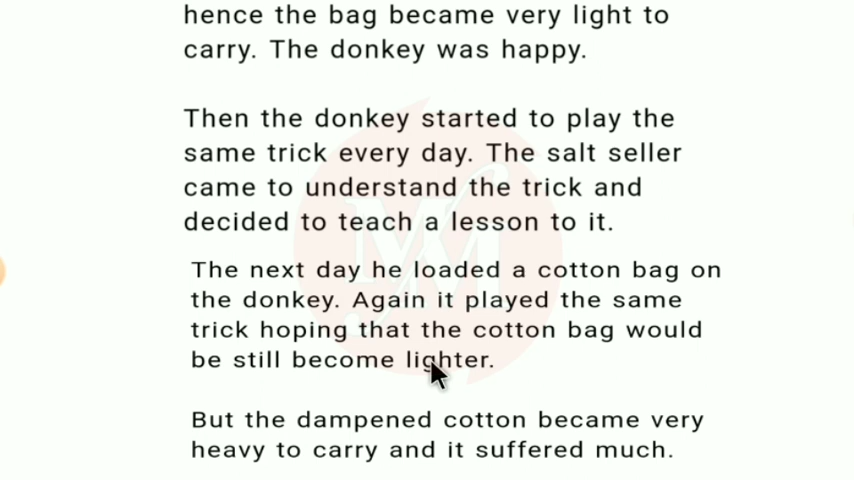 hence the bag became very light to
carry. The donkey was happy.
Then the donkey started to play the
same trick every day. The salt seller
came to understand the trick and
decided to teach a lesson to it.
The next day he loaded a cotton bag on
the donkey. Again it played the same
trick hoping that the cotton bag would
be still become lighter.
But the dampened cotton became very
heavy to carry and it suffered much.